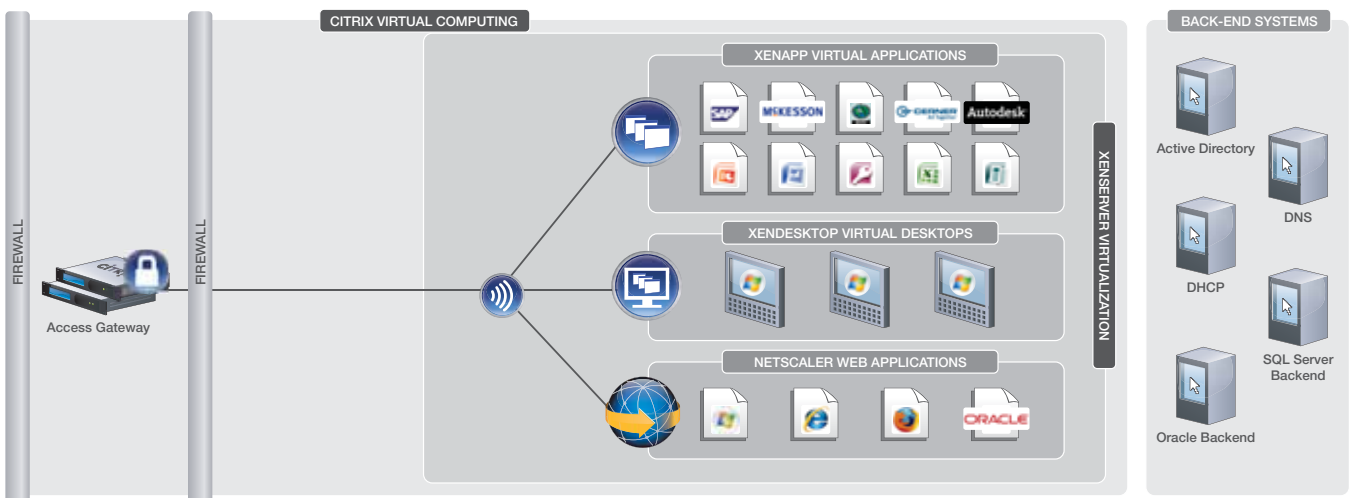 CITRIX VIRTUAL COMPUTING
BACK-END SYSTEMS
FIREWALL
FIREWALL
citrix
Access Gateway
XENAPP VIRTUAL APPLICATIONS
SAP
MCKESSON
CERNER
Autodesk
XENDESKTOP VIRTUAL DESKTOPS
NETSCALER WEB APPLICATIONS
ORACLE
XENSERVER VIRTUALIZATION
Active Directory
DNS
DHCP
SQL Server
Backend
Oracle Backend